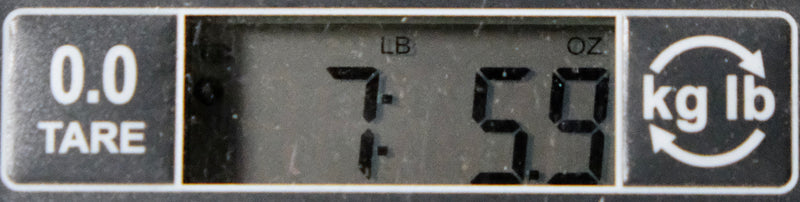 0.0
TARE
LB OZ
7: 5.9
kg lb